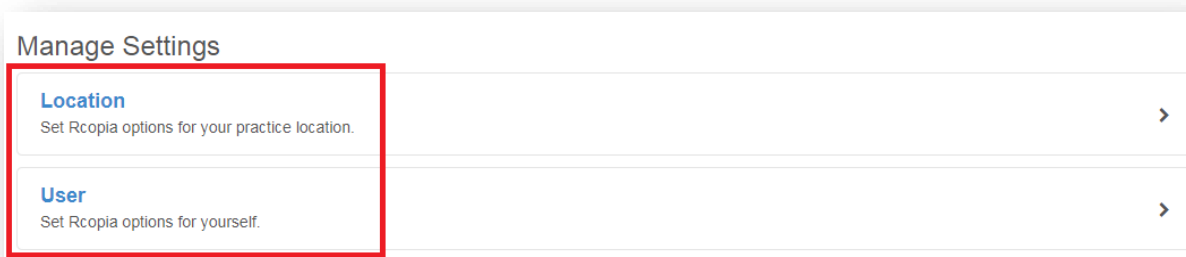 Manage Settings
Location
Set Rcopia options for your practice location.
User
Set Rcopia options for yourself.